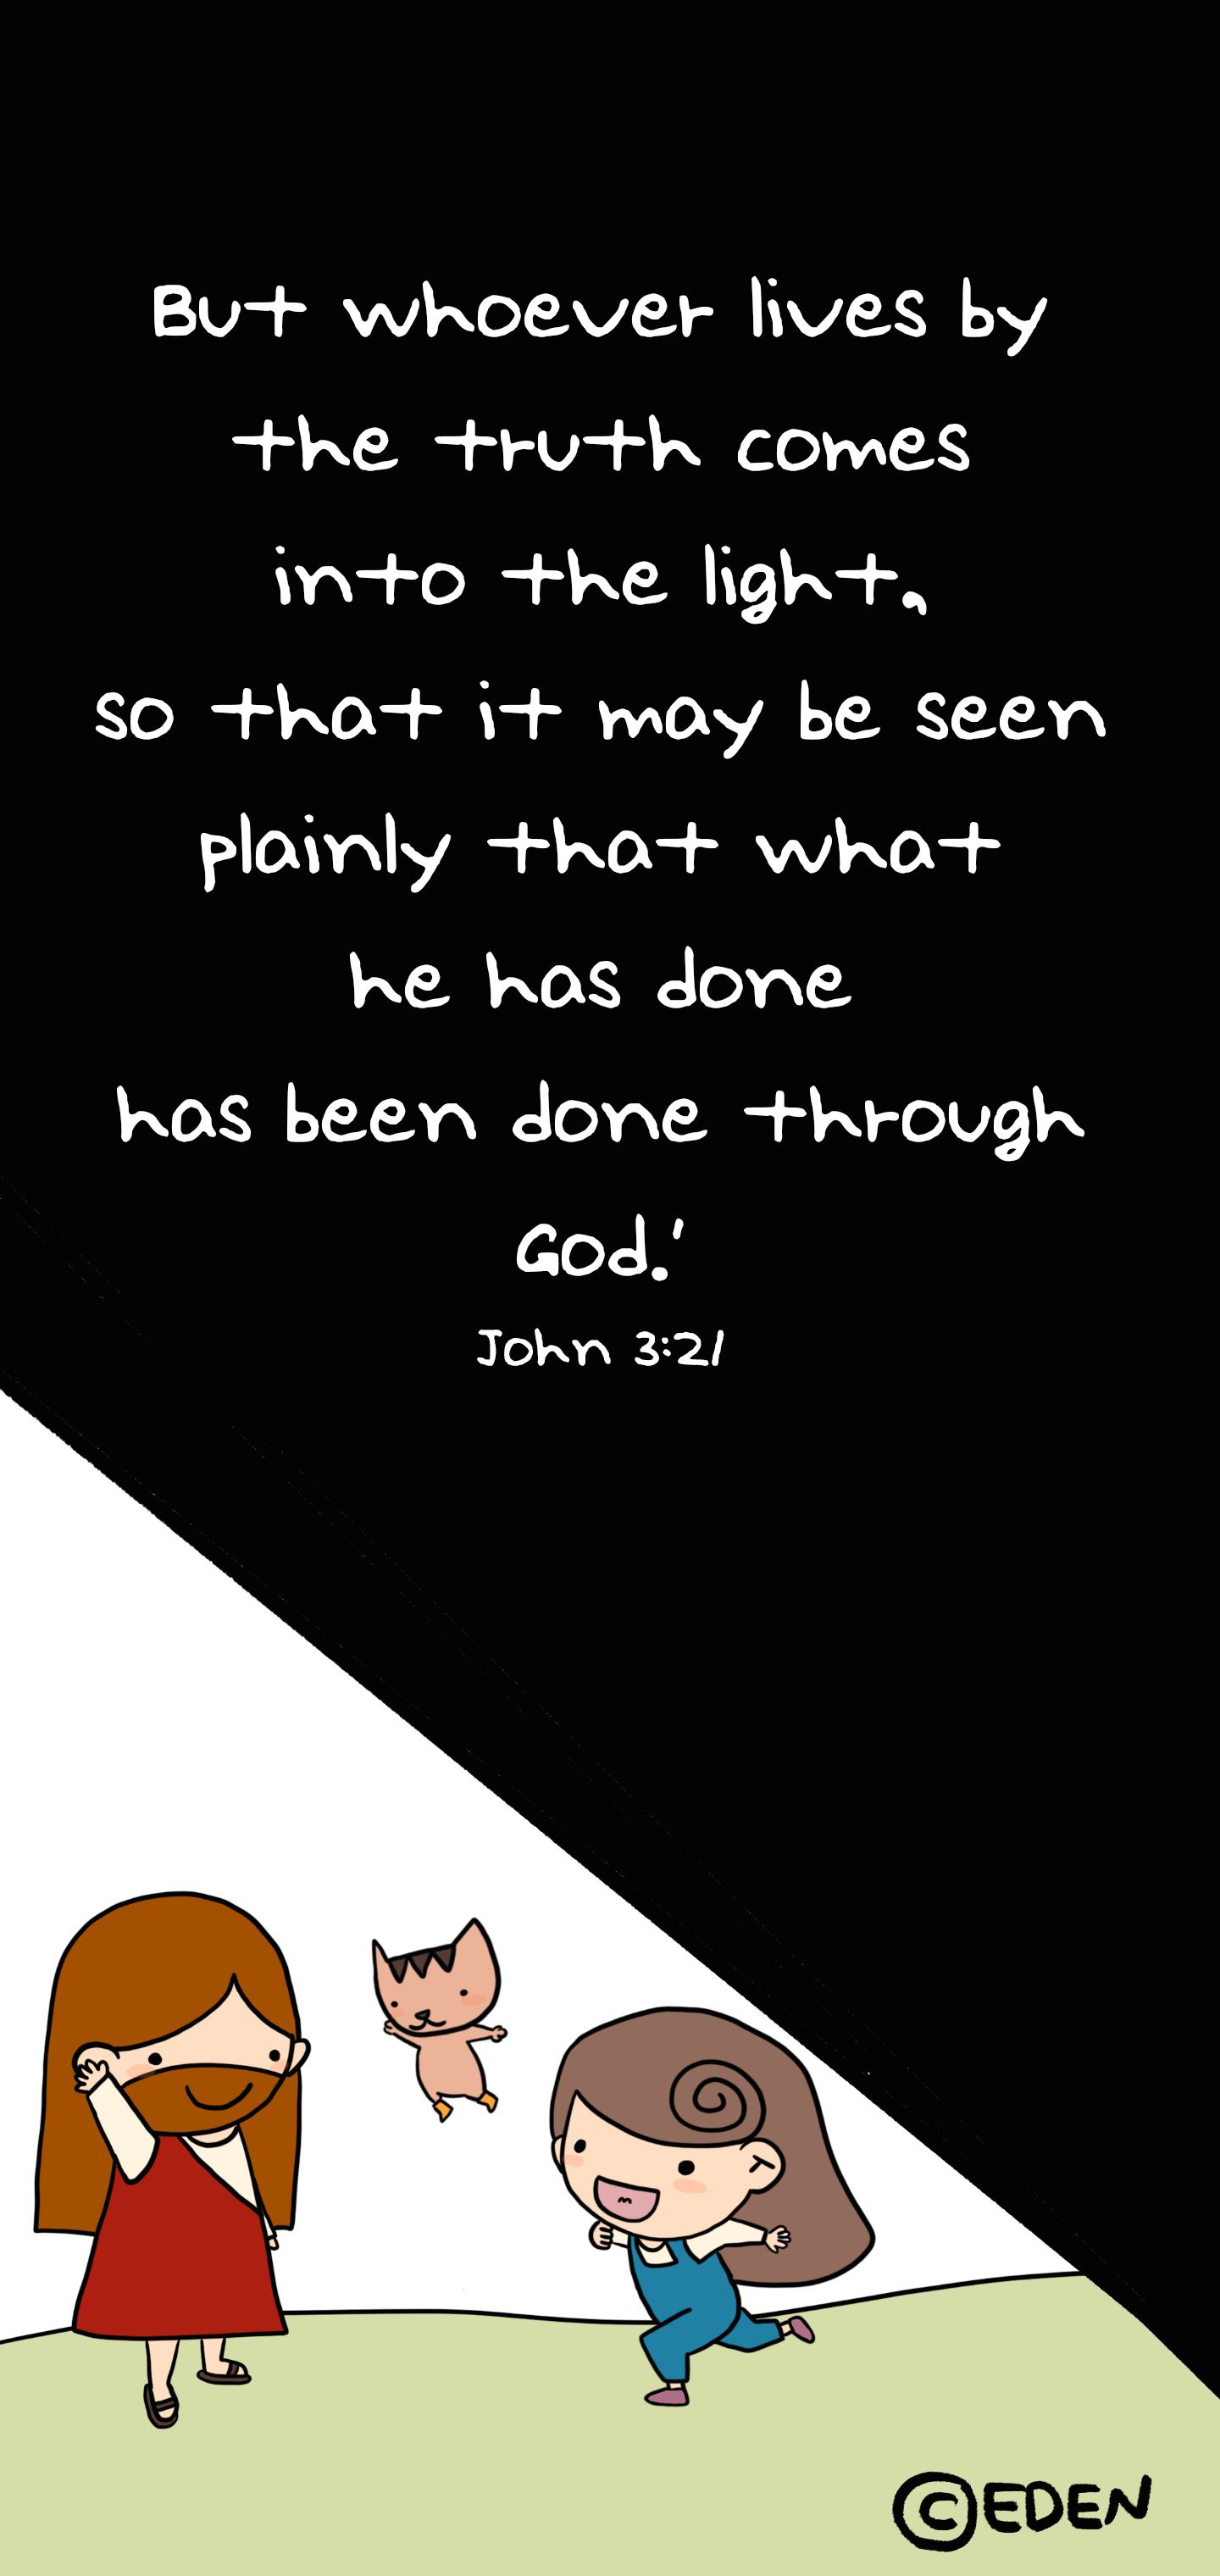 But whoever lives by
the truth comes
into the light,
so that it may be seen
plainly that what
he has done
has been done through
God.'
John 3:21
©EDEN